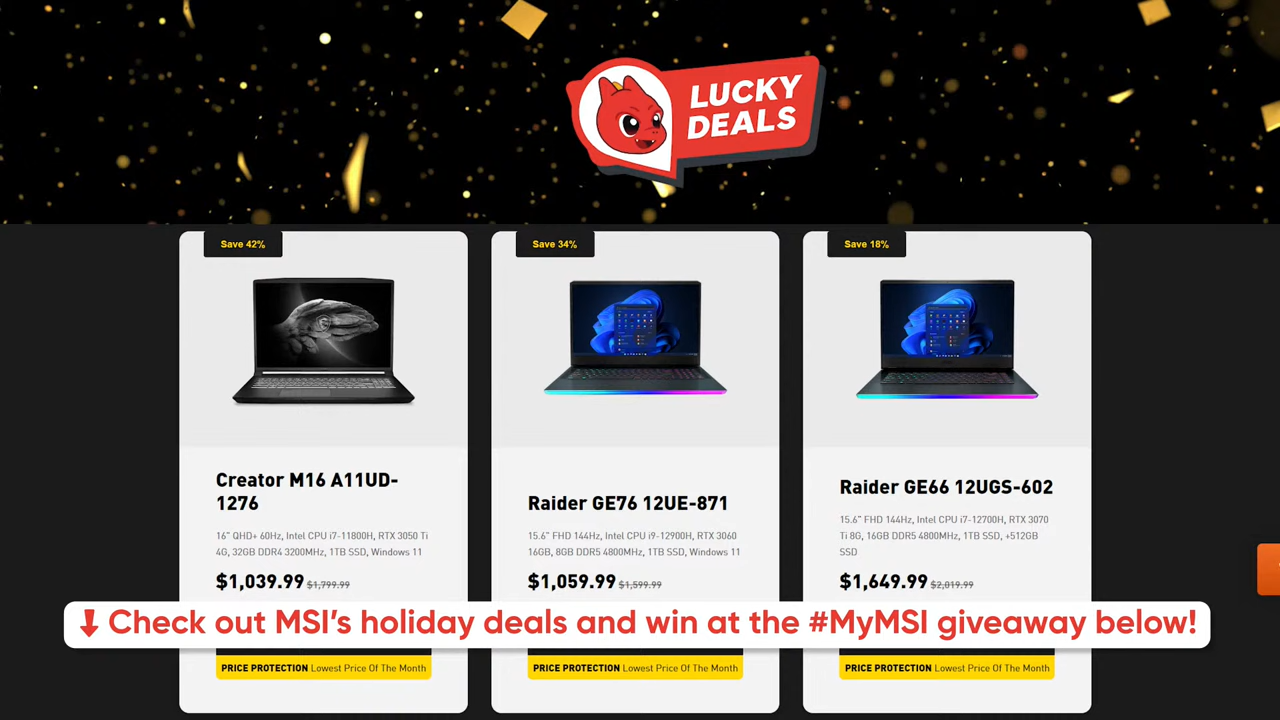 LUCKY
DEALS
Save 42%
Creator M16 A11UD-
1276
16" QHD+ 60Hz, Intel CPU i7-11800H, RTX 3050 Ti
4G, 32GB DDR4 3200MHz, 1TB SSD, Windows 11
$1,039.99 $1,799.99
Save 34%
Raider GE76 12UE-871
15.6" FHD 144Hz, Intel CPU i9-12900H, RTX 3060
16GB, 8GB DDR5 4800MHz, 1TB SSD, Windows 11
$1,059.99 $1,599.99
Save 18%
Raider GE66 12UGS-602
15.6" FHD 144Hz, Intel CPU i7-12700H, RTX 3070
Ti 8G, 16GB DDR5 4800MHz, 1TB SSD, +512GB
SSD
$1,649.99 $2,019.99
Check out MSI's holiday deals and win at the #MyMSI giveaway below!
PRICE PROTECTION Lowest Price Of The Month
PRICE PROTECTION Lowest Price Of The Month
PRICE PROTECTION Lowest Price Of The Month